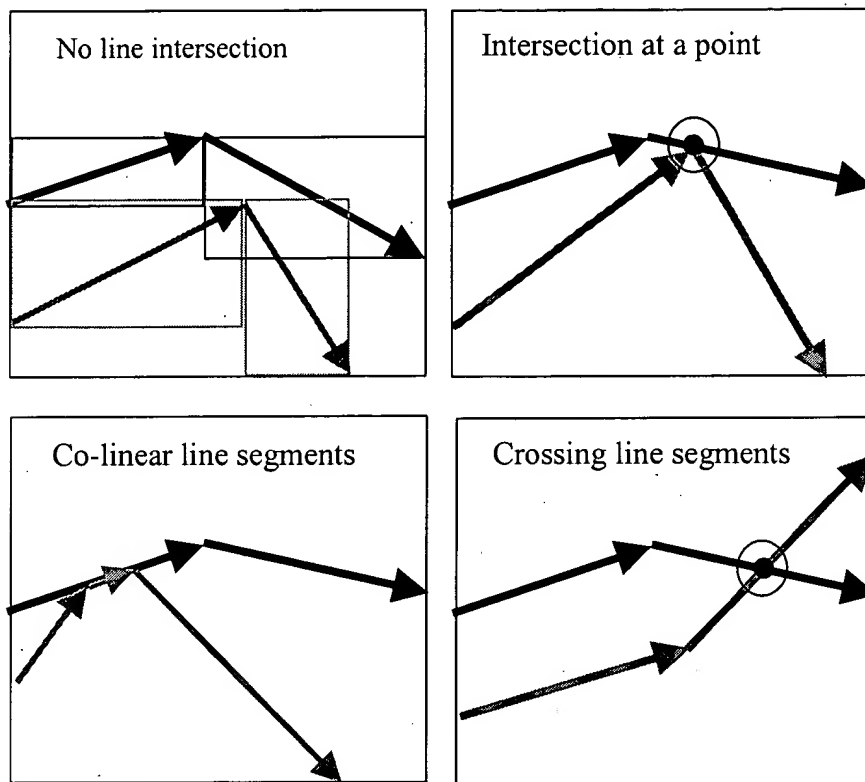 No line intersection
Intersection at a point
Co-linear line segments
Crossing line segments